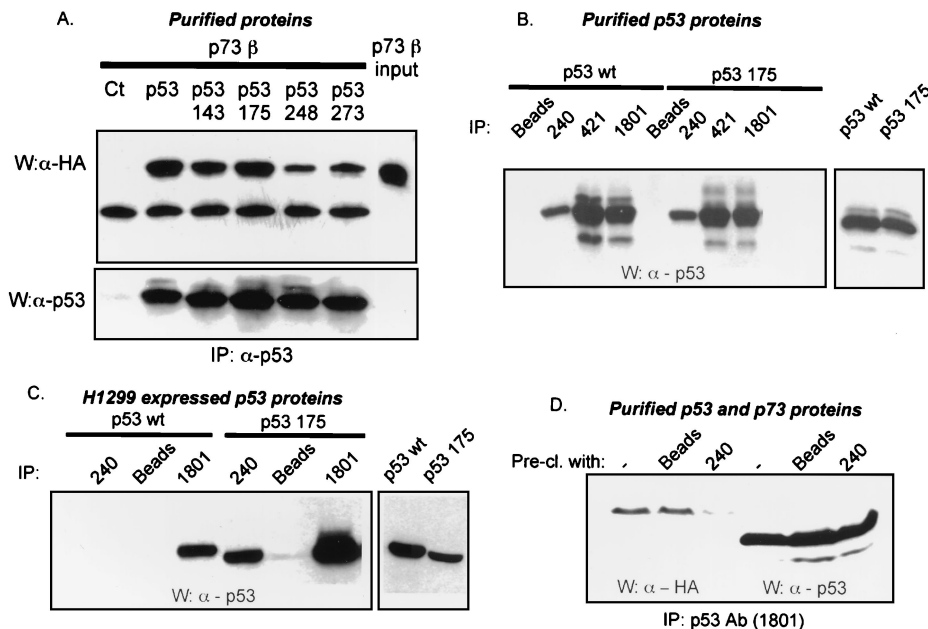 A.
Purified proteins
p73 β
p73 β
input
Ct
p53
p53
143
p53
175
p53
248
p53
273
W:α-HA
W:α-p53
IP: α-p53
B.
Purified p53 proteins
p53 wt
p53 175
IP:
Beads
240
421
1801
Beads
240
421
1801
p53 wt
p53 175
W: α - p53
C.
H1299 expressed p53 proteins
p53 wt
p53 175
IP:
240
Beads
1801
240
Beads
1801
p53 wt
p53 175
W: α - p53
D.
Purified p53 and p73 proteins
Pre-cl. with:
-
Beads
240
-
Beads
240
W: α – HA
W: α - p53
IP: p53 Ab (1801)